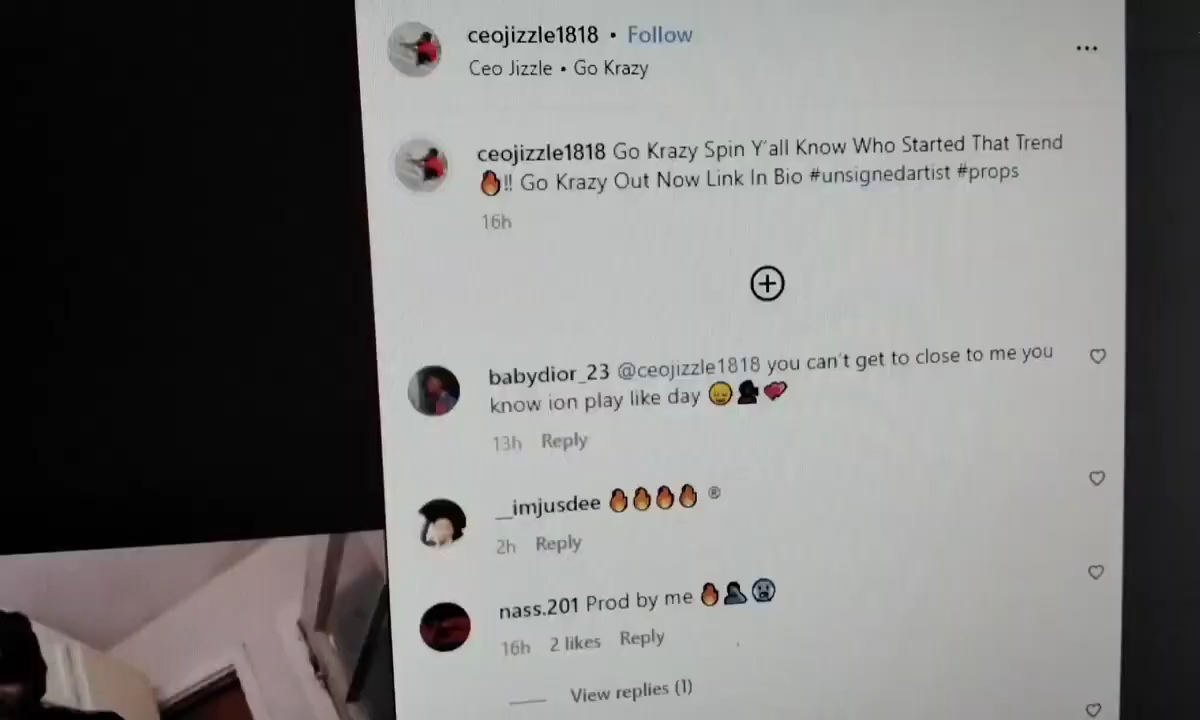 ceojizzle1818 • Follow
Ceo Jizzle • Go Krazy
ceojizzle1818 Go Krazy Spin Y'all Know Who Started That Trend
🔥!! Go Krazy Out Now Link In Bio #unsignedartist #props
16h
babydior_23 @ceojizzle1818 you can't get to close to me you
know ion play like day 😔🗣💞
13h Reply
__imjusdee 🔥🔥🔥🔥 ®
2h Reply
nass.201 Prod by me 🔥🤦🏿‍♂️😨
16h 2 likes Reply
View replies (1)